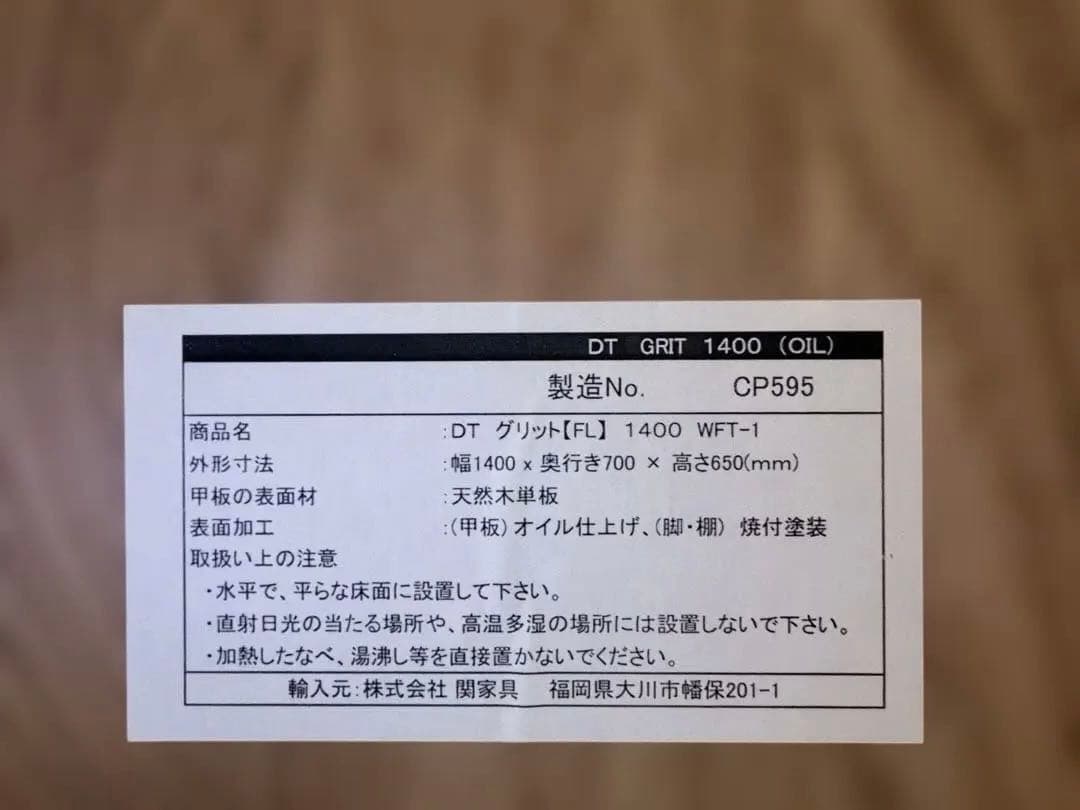 DT GRIT 1400 (OIL)
製造No. CP595
商品名 :DT グリット【FL】 1400 WFT-1
外形寸法 :幅1400 x 奥行き700 × 高さ650(mm)
甲板の表面材 :天然木単板
表面加工 :(甲板)オイル仕上げ、(脚・棚) 焼付塗装
取扱い上の注意
・水平で、平らな床面に設置して下さい。
・直射日光の当たる場所や、高温多湿の場所には設置しないで下さい。
・加熱したなべ、湯沸し等を直接置かないでください。
輸入元:株式会社 関家具 福岡県大川市幡保201-1